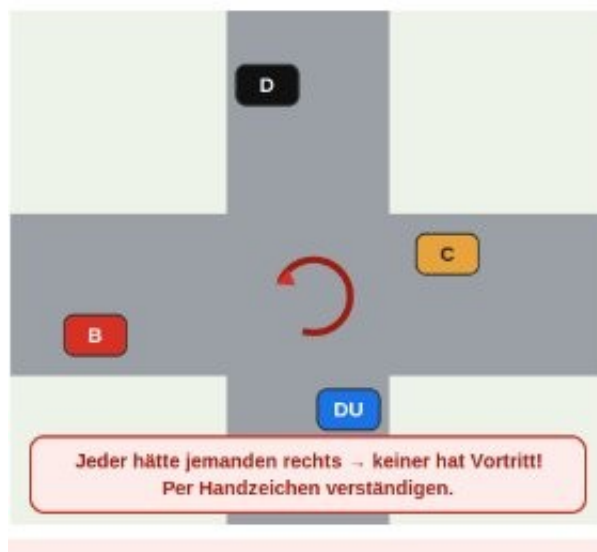 D
C
B
DU
Jeder hätte jemanden rechts → keiner hat Vortritt!
Per Handzeichen verständigen.